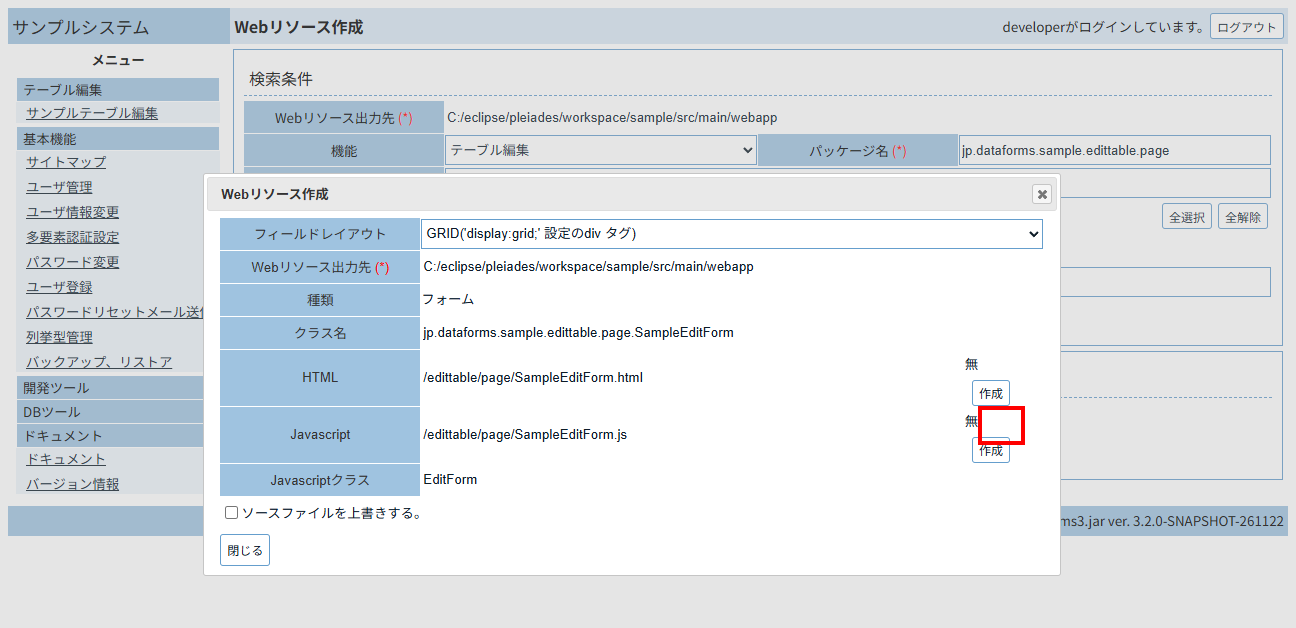 サンプルシステム
Webリソース作成
developerがログインしています。
ログアウト
メニュー
テーブル編集
サンプルテーブル編集
基本機能
サイトマップ
ユーザ管理
ユーザ情報変更
多要素認証設定
パスワード変更
ユーザ登録
パスワードリセットメール送信
列挙型管理
バックアップ、リストア
開発ツール
DBツール
ドキュメント
ドキュメント
バージョン情報
検索条件
Webリソース出力先 (*)
C:/eclipse/pleiades/workspace/sample/src/main/webapp
機能
テーブル編集
パッケージ名 (*)
jp.dataforms.sample.edittable.page
全選択
全解除
Webリソース作成
フィールドレイアウト
GRID('display:grid;' 設定のdiv タグ)
Webリソース出力先 (*)
C:/eclipse/pleiades/workspace/sample/src/main/webapp
種類
フォーム
クラス名
jp.dataforms.sample.edittable.page.SampleEditForm
HTML
/edittable/page/SampleEditForm.html
無
作成
Javascript
/edittable/page/SampleEditForm.js
無
作成
Javascriptクラス
EditForm
ソースファイルを上書きする。
閉じる
ms3.jar ver. 3.2.0-SNAPSHOT-261122